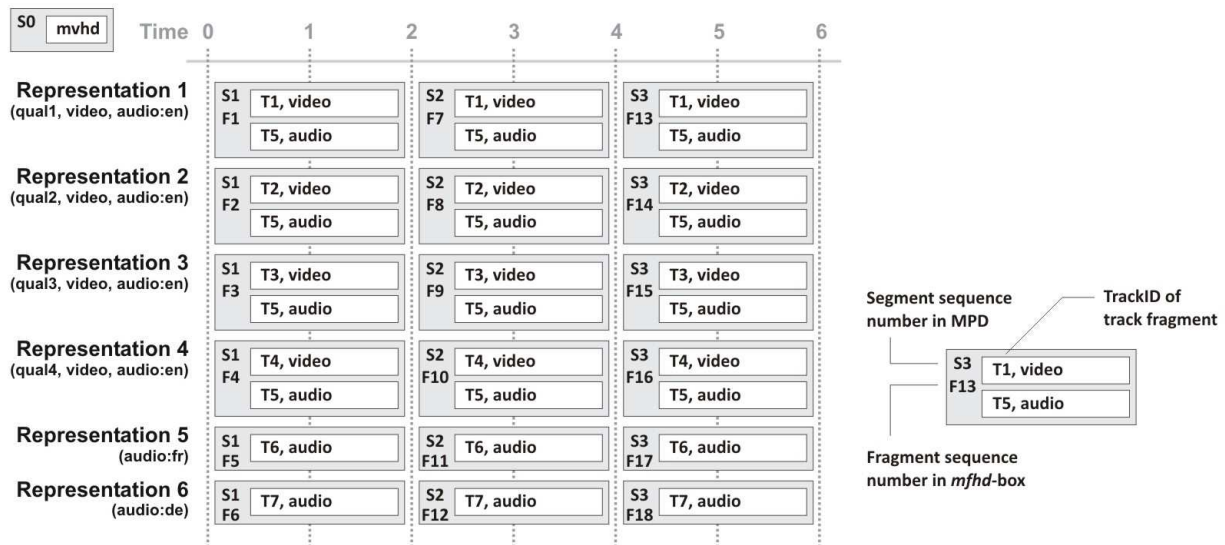 S0
mvhd
Time 0 1 2 3 4 5 6
Representation 1
(qual1, video, audio:en)
S1
F1
T1, video
T5, audio
S2
F7
T1, video
T5, audio
S3
F13
T1, video
T5, audio
Representation 2
(qual2, video, audio:en)
S1
F2
T2, video
T5, audio
S2
F8
T2, video
T5, audio
S3
F14
T2, video
T5, audio
Representation 3
(qual3, video, audio:en)
S1
F3
T3, video
T5, audio
S2
F9
T3, video
T5, audio
S3
F15
T3, video
T5, audio
Representation 4
(qual4, video, audio:en)
S1
F4
T4, video
T5, audio
S2
F10
T4, video
T5, audio
S3
F16
T4, video
T5, audio
Representation 5
(audio:fr)
S1
F5
T6, audio
S2
F11
T6, audio
S3
F17
T6, audio
Representation 6
(audio:de)
S1
F6
T7, audio
S2
F12
T7, audio
S3
F18
T7, audio
Segment sequence
number in MPD
TrackID of
track fragment
S3
F13
T1, video
T5, audio
Fragment sequence
number in mfhd-box